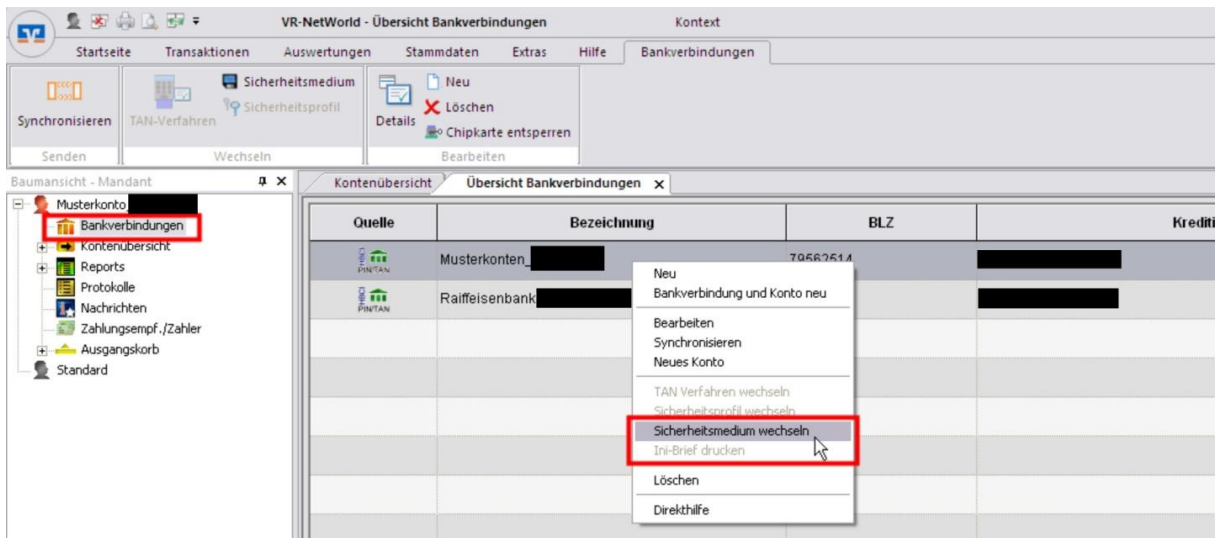 VR-NetWorld - Übersicht Bankverbindungen Kontext
Startseite Transaktionen Auswertungen Stammdaten Extras Hilfe Bankverbindungen
Synchronisieren
Senden
TAN-Verfahren
Sicherheitsmedium
Sicherheitsprofil
Wechseln
Details
Neu
Löschen
Chipkarte entsperren
Bearbeiten
Baumansicht - Mandant
Musterkonto
Bankverbindungen
Kontenübersicht
Reports
Protokolle
Nachrichten
Zahlungsempf./Zahler
Ausgangskorb
Standard
Kontenübersicht Übersicht Bankverbindungen x
Quelle Bezeichnung BLZ
PIN/TAN Musterkonten_ 79562514
PIN/TAN Raiffeisenbank
Neu
Bankverbindung und Konto neu
Bearbeiten
Synchronisieren
Neues Konto
TAN Verfahren wechseln
Sicherheitsprofil wechseln
Sicherheitsmedium wechseln
Ini-Brief drucken
Löschen
Direkthilfe